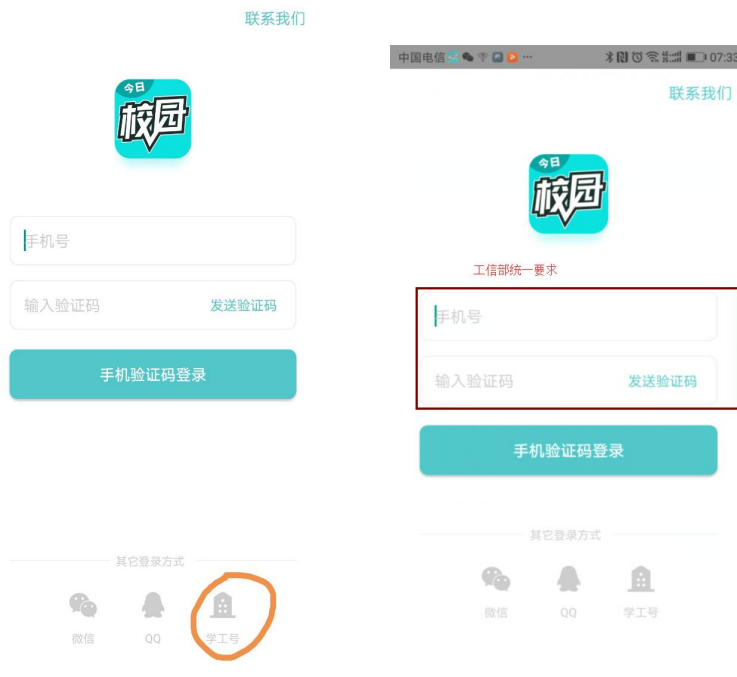 联系我们
今日
校园
手机号
输入验证码 发送验证码
手机验证码登录
其它登录方式
微信 QQ 学工号
中国电信 07:33
联系我们
今日
校园
工信部统一要求
手机号
输入验证码 发送验证码
手机验证码登录
其它登录方式
微信 QQ 学工号